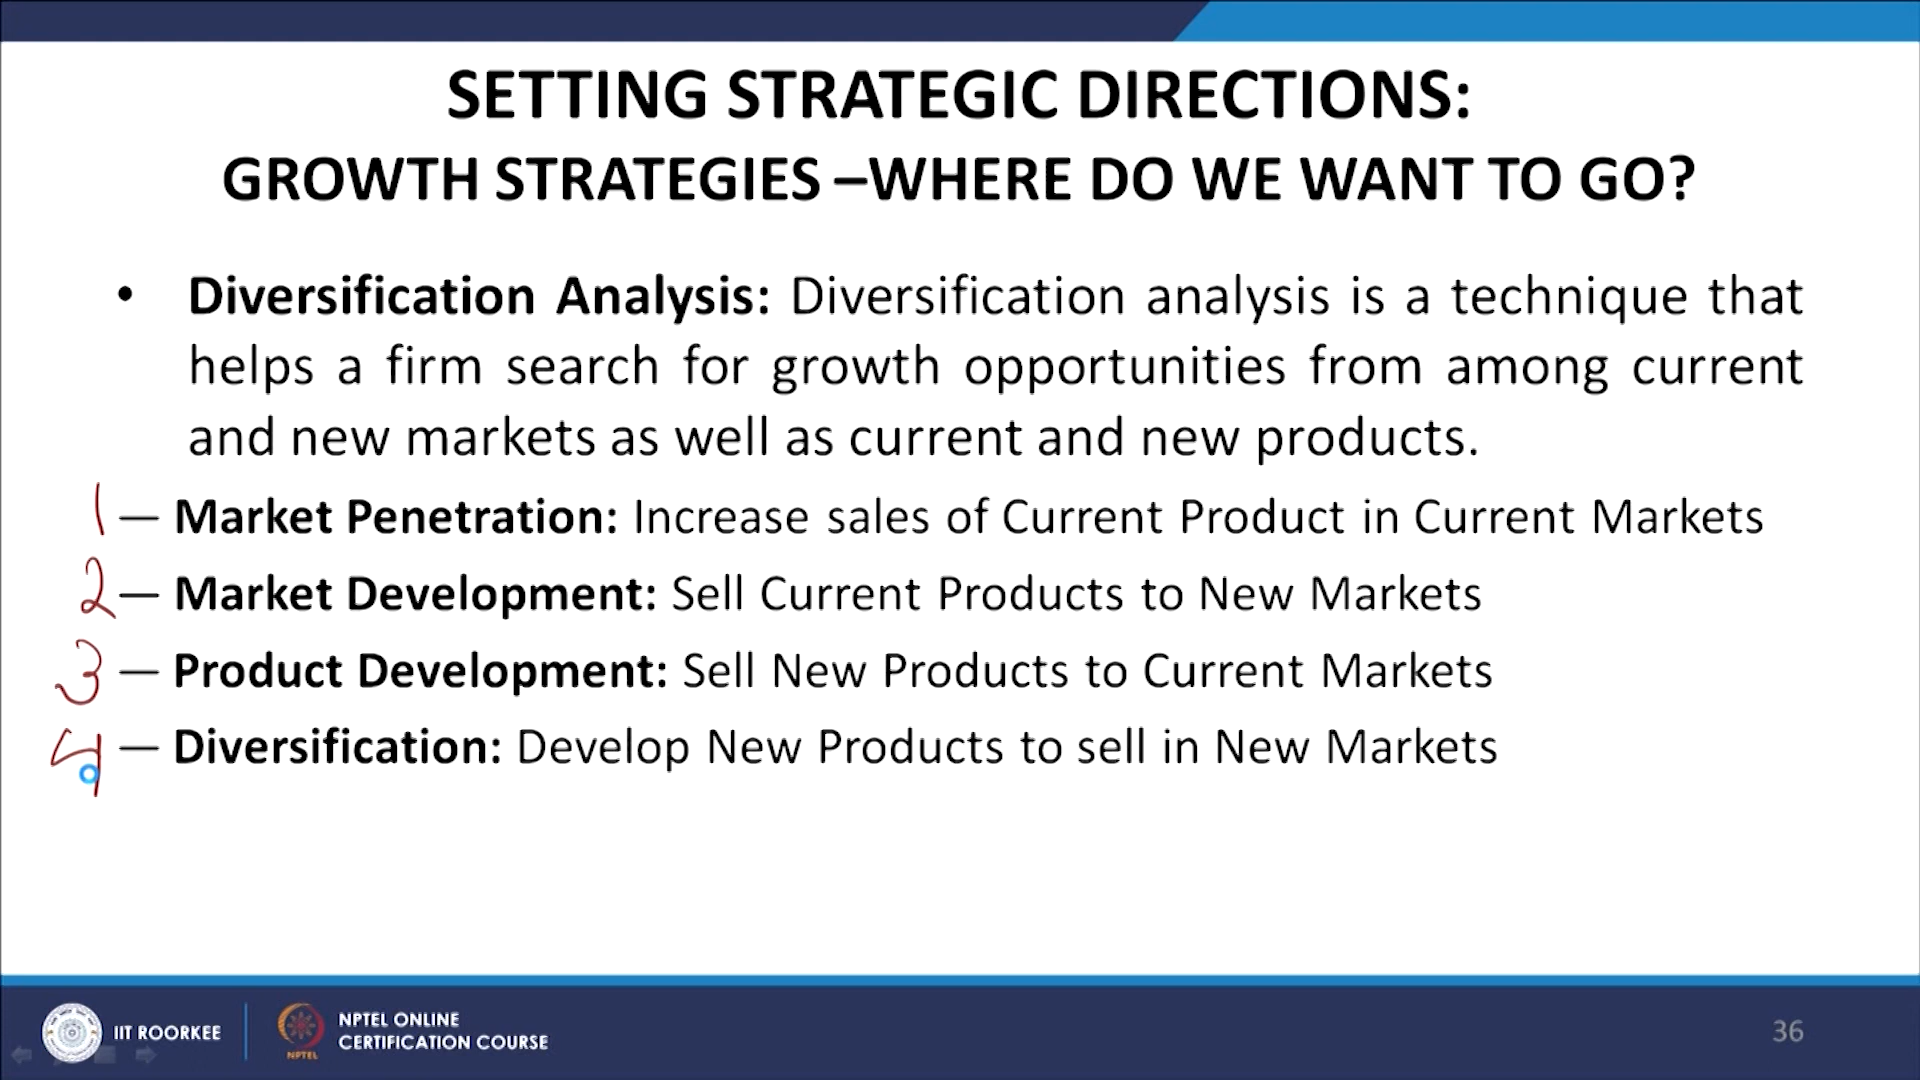 SETTING STRATEGIC DIRECTIONS:
GROWTH STRATEGIES –WHERE DO WE WANT TO GO?
• Diversification Analysis: Diversification analysis is a technique that
helps a firm search for growth opportunities from among current
and new markets as well as current and new products.
1 — Market Penetration: Increase sales of Current Product in Current Markets
2 — Market Development: Sell Current Products to New Markets
3 — Product Development: Sell New Products to Current Markets
4 — Diversification: Develop New Products to sell in New Markets
IIT ROORKEE
NPTEL
NPTEL ONLINE
CERTIFICATION COURSE
36